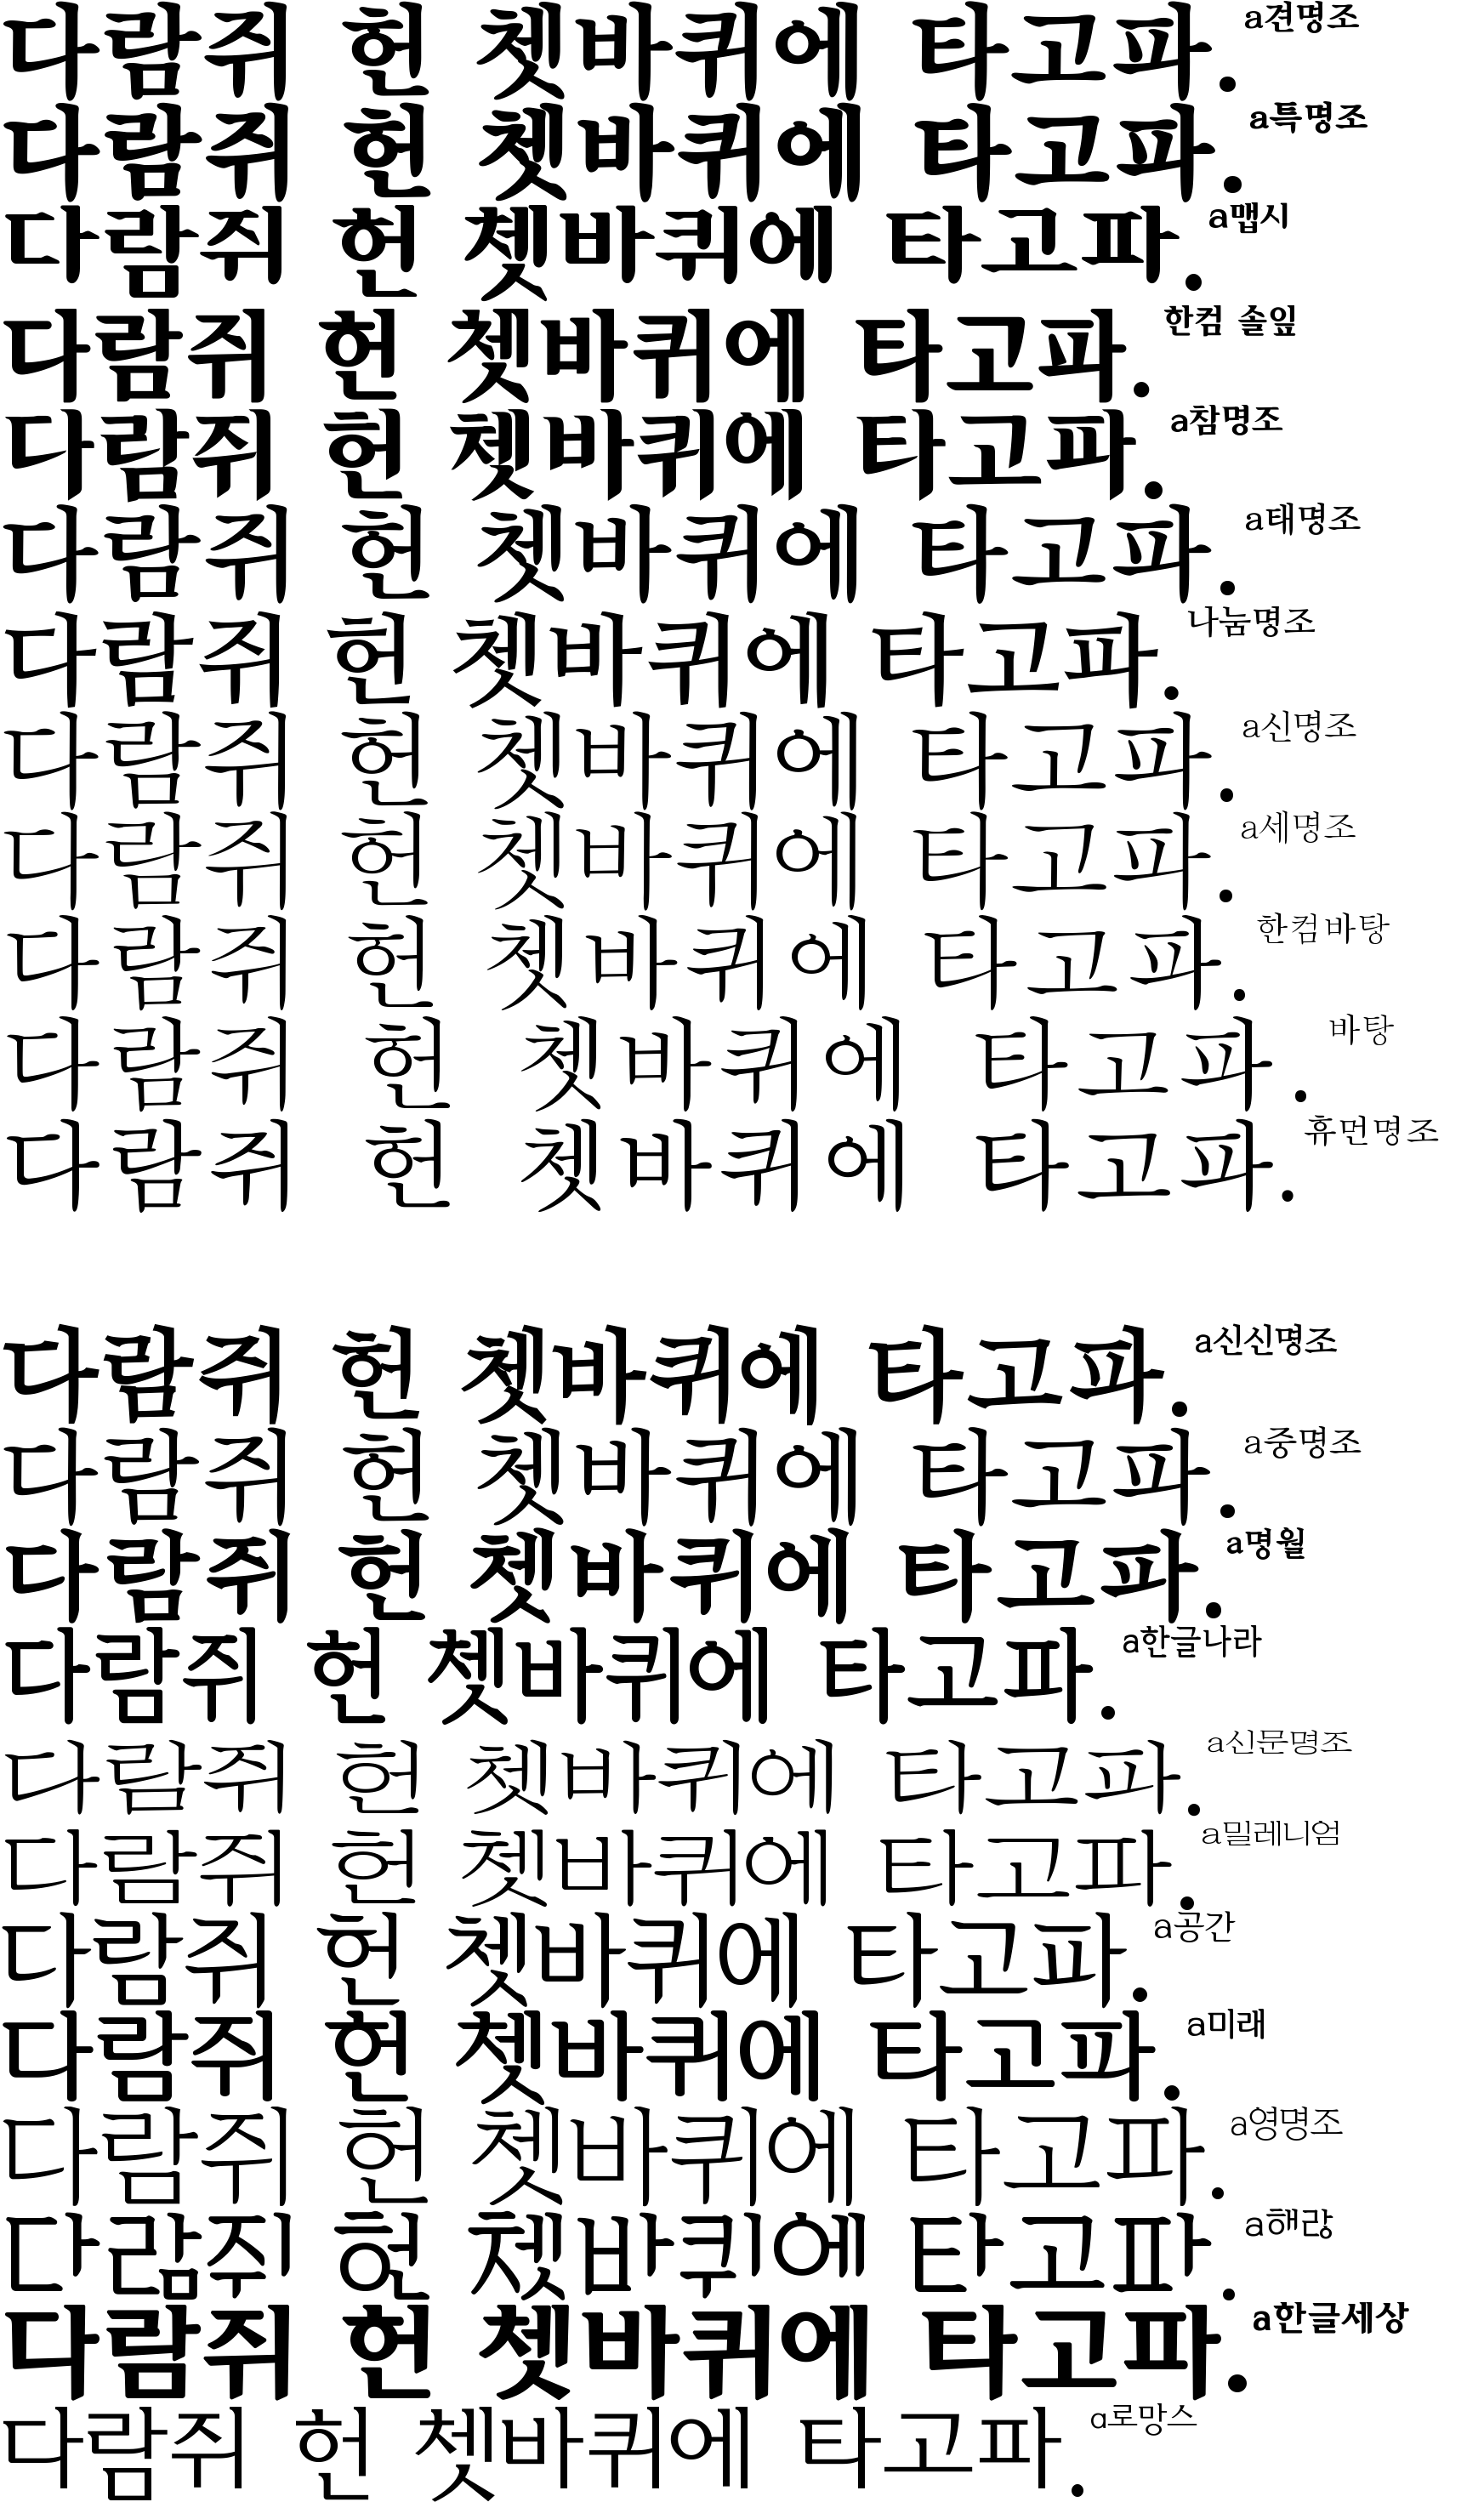 다람쥐 헌 쳇바퀴에 타고파. a견명조
다람쥐 헌 쳇바퀴에 타고파. a특명조
다람쥐 헌 쳇바퀴에 타고파. a맵시
다람쥐 헌 쳇바퀴에 타고파. 한컴 솔잎
다람쥐 헌 쳇바퀴에 타고파. a참명조
다람쥐 헌 쳇바퀴에 타고파. a태명조
다람쥐 헌 쳇바퀴에 타고파. 나눔명조
다람쥐 헌 쳇바퀴에 타고파. a신명조
다람쥐 헌 쳇바퀴에 타고파. a세명조
다람쥐 헌 쳇바퀴에 타고파. 한컴바탕
다람쥐 헌 쳇바퀴에 타고파. 바탕
다람쥐 헌 쳇바퀴에 타고파. 휴먼명조
다람쥐 헌 쳇바퀴에 타고파. a신신명조
다람쥐 헌 쳇바퀴에 타고파. a중명조
다람쥐 헌 쳇바퀴에 타고파. a명월
다람쥐 헌 쳇바퀴에 타고파. a한글나라
다람쥐 헌 쳇바퀴에 타고파. a신문명조
다람쥐 헌 쳇바퀴에 타고파. a밀레니엄
다람쥐 헌 쳇바퀴에 타고파. a공간
다람쥐 헌 쳇바퀴에 타고파. a미래
다람쥐 헌 쳇바퀴에 타고파. a영명조
다람쥐 헌 쳇바퀴에 타고파. a해랑
다람쥐 헌 쳇바퀴에 타고파. a한글세상
다람쥐 헌 쳇바퀴에 타고파. a로망스